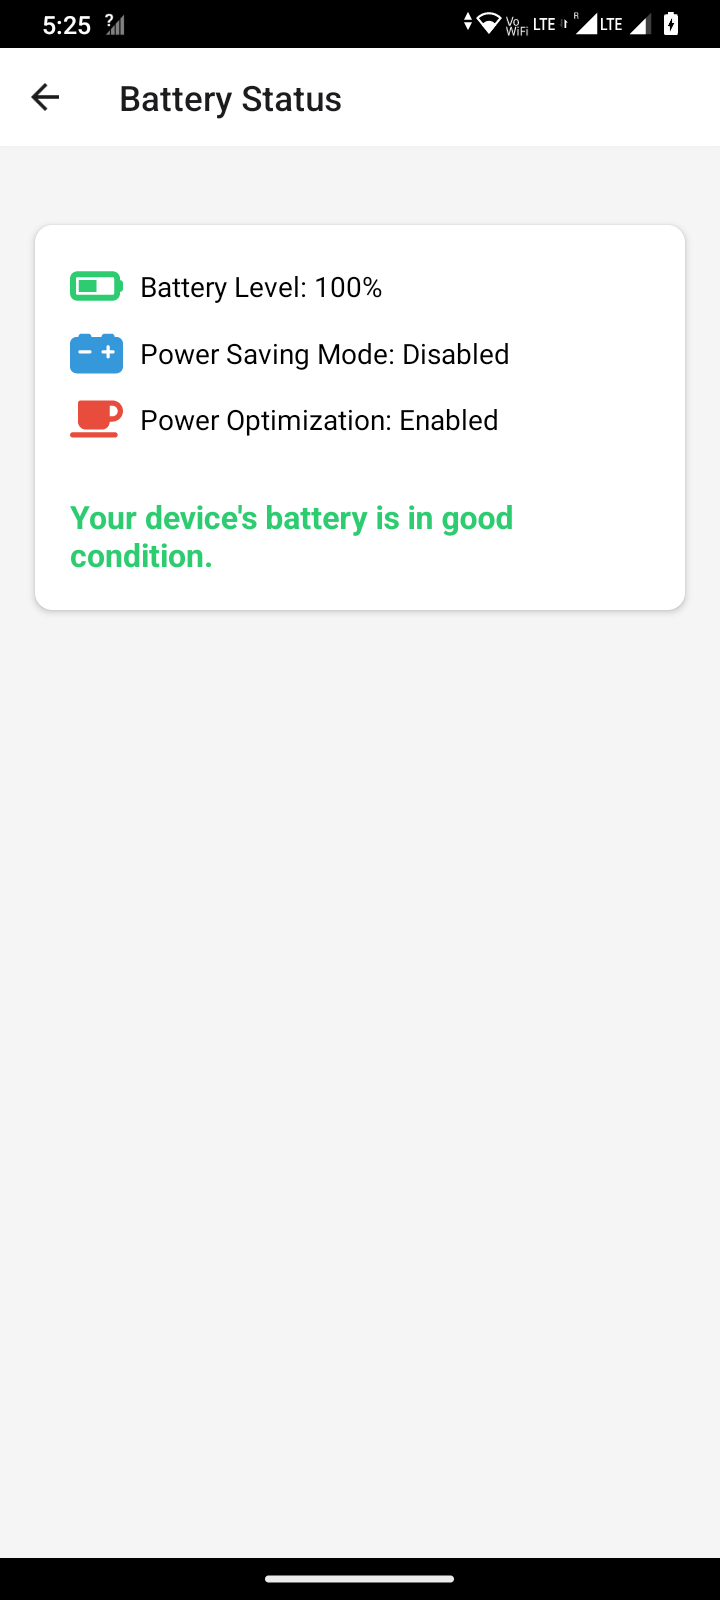 5:25 ? Vo WiFi LTE R LTE
Battery Status
Battery Level: 100%
Power Saving Mode: Disabled
Power Optimization: Enabled
Your device's battery is in good
condition.